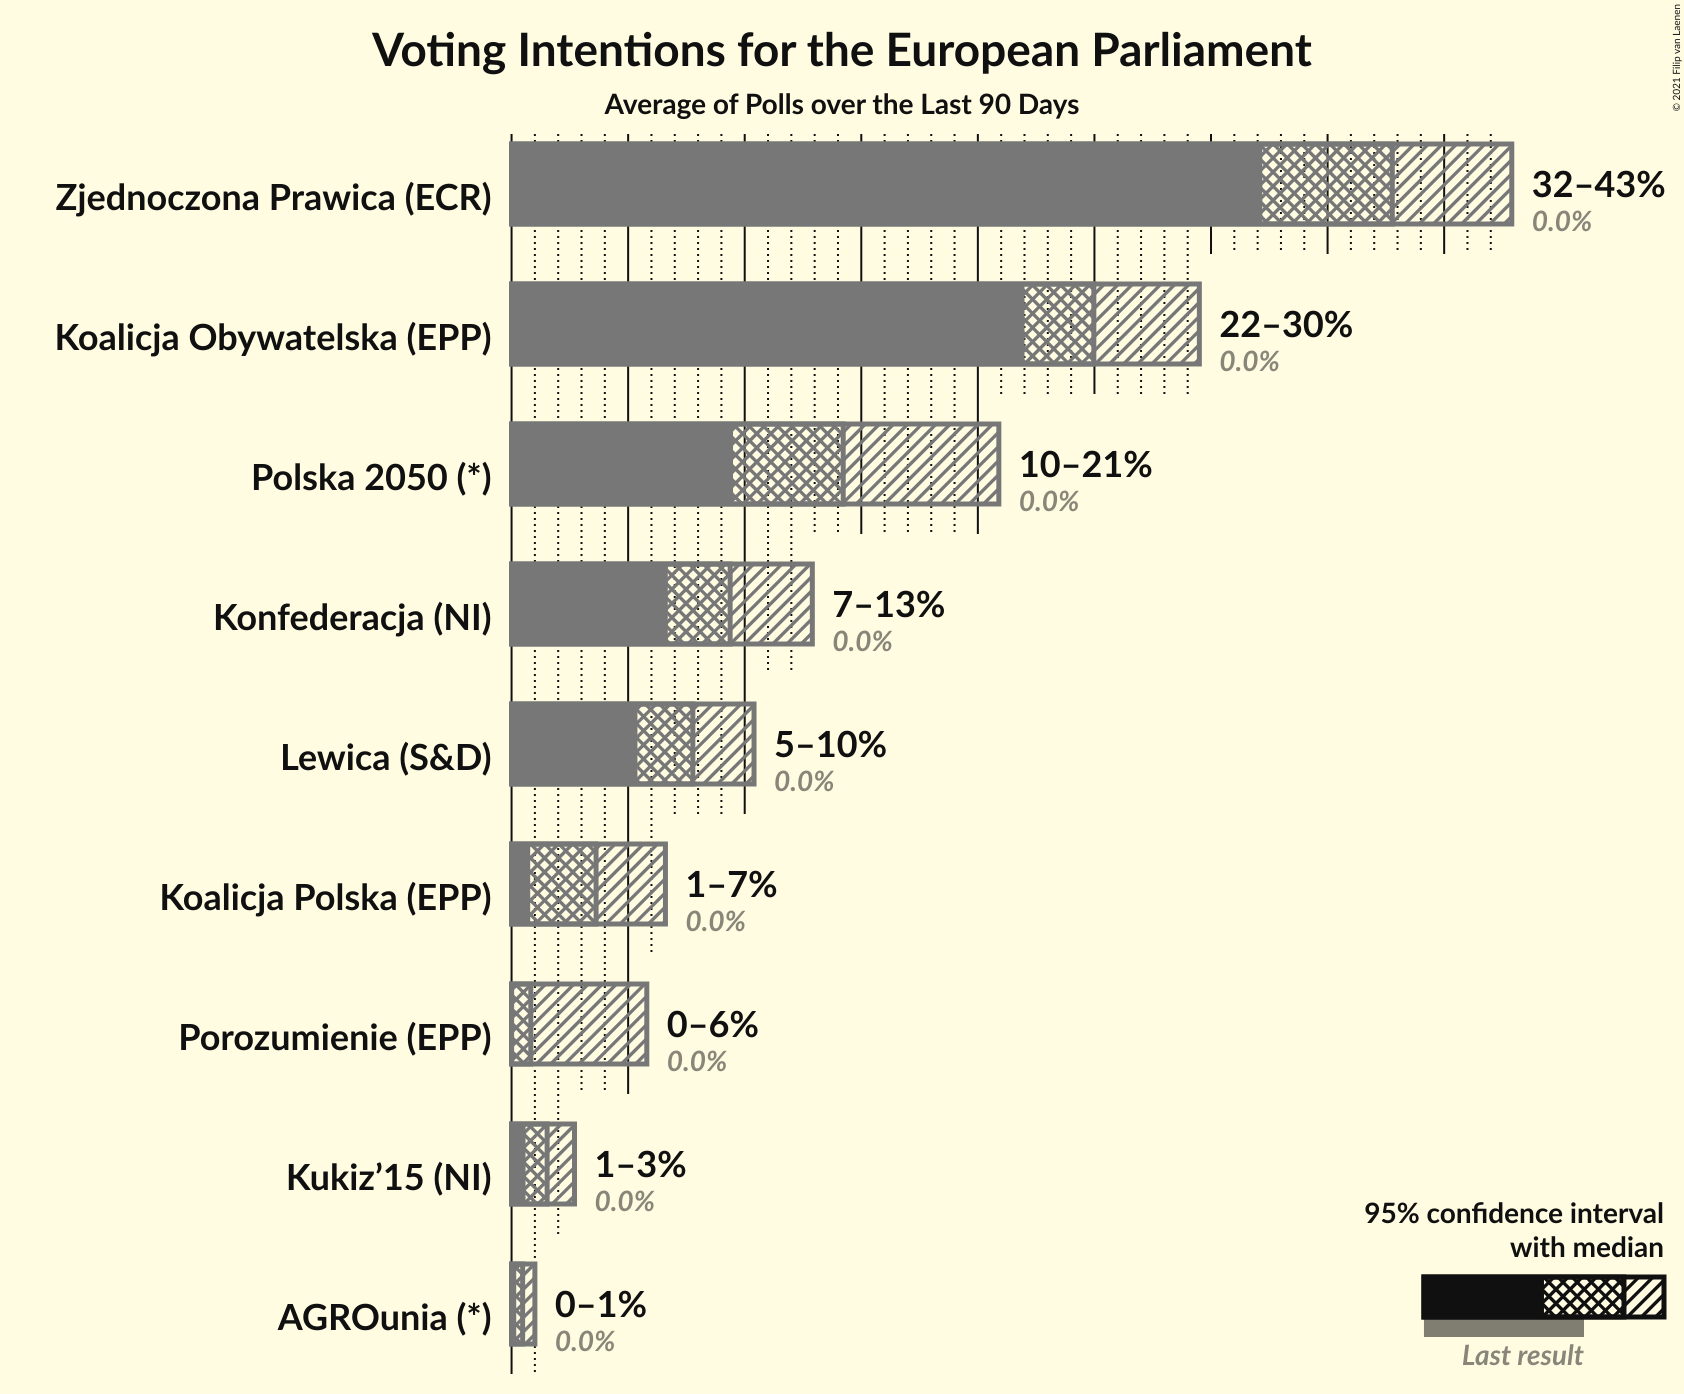 Voting Intentions for the European Parliament
Average of Polls over the Last 90 Days
© 2021 Filip van Laenen
Zjednoczona Prawica (ECR)
32–43%
0.0%
Koalicja Obywatelska (EPP)
22–30%
0.0%
Polska 2050 (*)
10–21%
0.0%
Konfederacja (NI)
7–13%
0.0%
Lewica (S&D)
5–10%
0.0%
Koalicja Polska (EPP)
1–7%
0.0%
Porozumienie (EPP)
0–6%
0.0%
Kukiz’15 (NI)
1–3%
0.0%
AGROunia (*)
0–1%
0.0%
95% confidence interval
with median
Last result